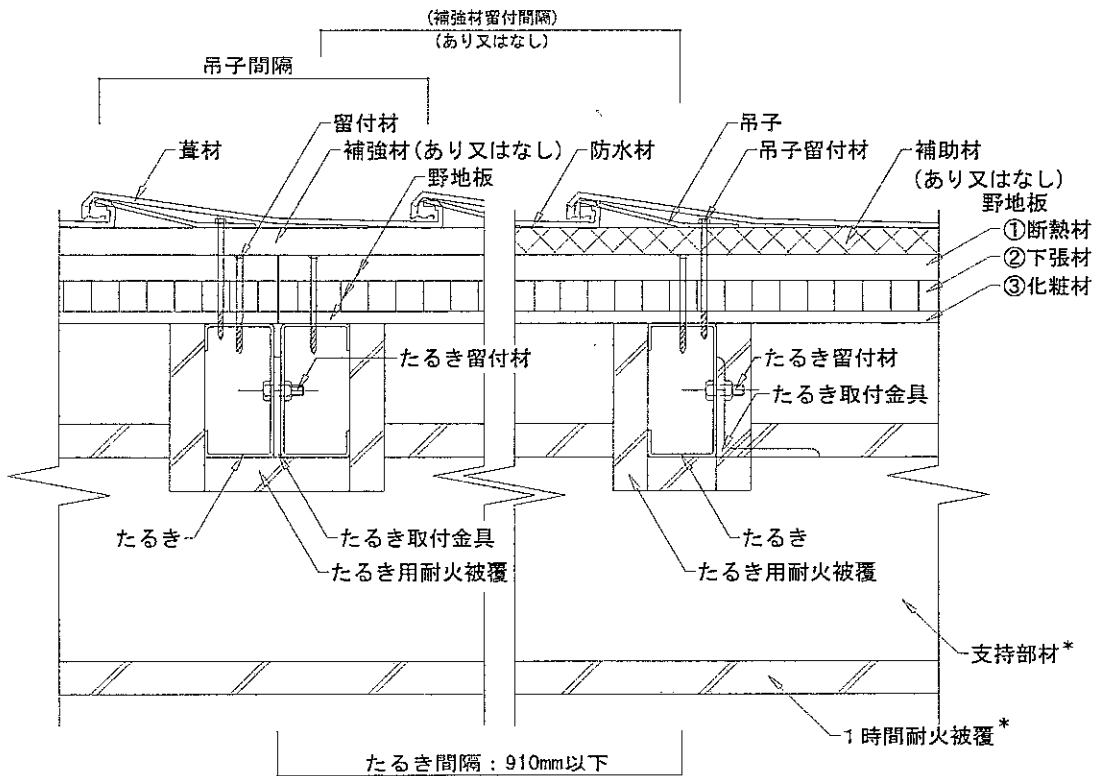 (補強材留付間隔)
(あり又はなし)
吊子間隔
留付材
吊子
葺材
補強材(あり又はなし)
防水材
吊子留付材
補助材
(あり又はなし)
野地板
野地板
①断熱材
②下張材
③化粧材
たるき留付材
たるき留付材
たるき取付金具
たるき
たるき取付金具
たるき
たるき用耐火被覆
たるき用耐火被覆
支持部材*
1時間耐火被覆*
たるき間隔：910mm以下